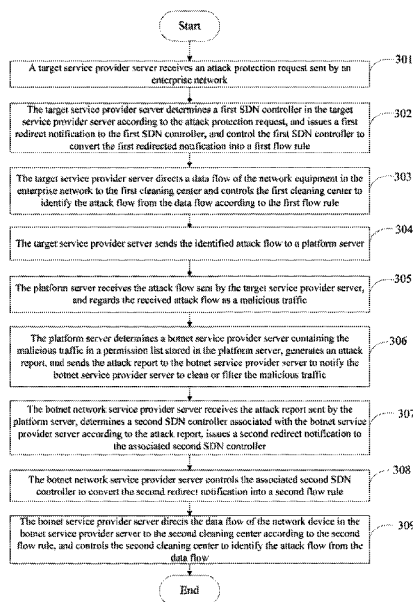 Start
301
A target service provider server receives an attack protection request sent by an
enterprise network
302
The target service provider server determines a first SDN controller in the target
service provider server according to the attack protection request, and issues a
first redirect notification to the first SDN controller, and control the first SDN
controller to convert the first redirected notification into a first flow rule
303
The target service provider server directs a data flow of the network equipment in the
enterprise network to the first cleaning center and controls the first cleaning center to
identify the attack flow from the data flow according to the first flow rule
304
The target service provider server sends the identified attack flow to a platform server
305
The platform server receives the attack flow sent by the target service provider server,
and regards the received attack flow as a malicious traffic
306
The platform server determines a botnet service provider server containing the
malicious traffic in a permission list stored in the platform server, generates an attack
report, and sends the attack report to the botnet service provider server to notify the
botnet service provider server to clean or filter the malicious traffic
307
The botnet network service provider server receives the attack report sent by the
platform server, determines a second SDN controller associated with the botnet service
provider server according to the attack report, issues a second redirect notification to
the associated second SDN controller
308
The botnet network service provider server controls the associated second SDN
controller to convert the second redirect notification into a second flow rule
309
The botnet service provider server directs the data flow of the network device in the
botnet service provider server to the second cleaning center according to the second
flow rule, and controls the second cleaning center to identify the attack flow from the
data flow
End